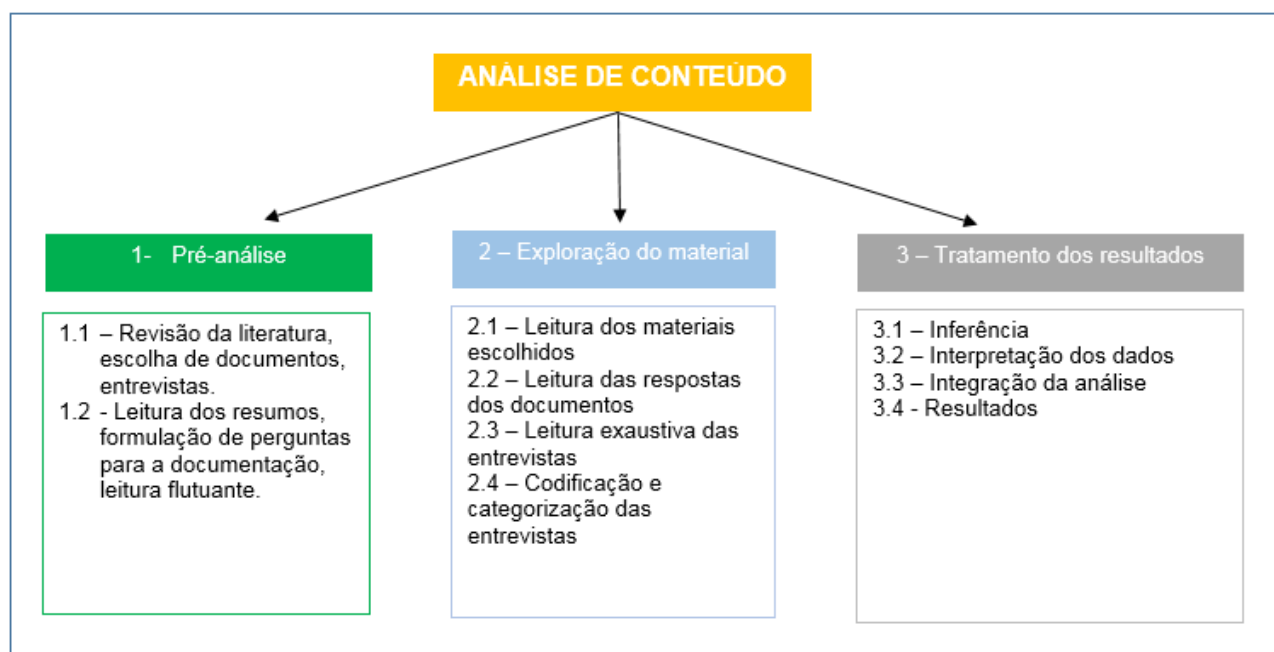 ANÁLISE DE CONTEÚDO
1- Pré-análise
1.1 – Revisão da literatura,
escolha de documentos,
entrevistas.
1.2 - Leitura dos resumos,
formulação de perguntas
para a documentação,
leitura flutuante.
2 – Exploração do material
2.1 – Leitura dos materiais
escolhidos
2.2 – Leitura das respostas
dos documentos
2.3 – Leitura exaustiva das
entrevistas
2.4 – Codificação e
categorização das
entrevistas
3 – Tratamento dos resultados
3.1 – Inferência
3.2 – Interpretação dos dados
3.3 – Integração da análise
3.4 - Resultados